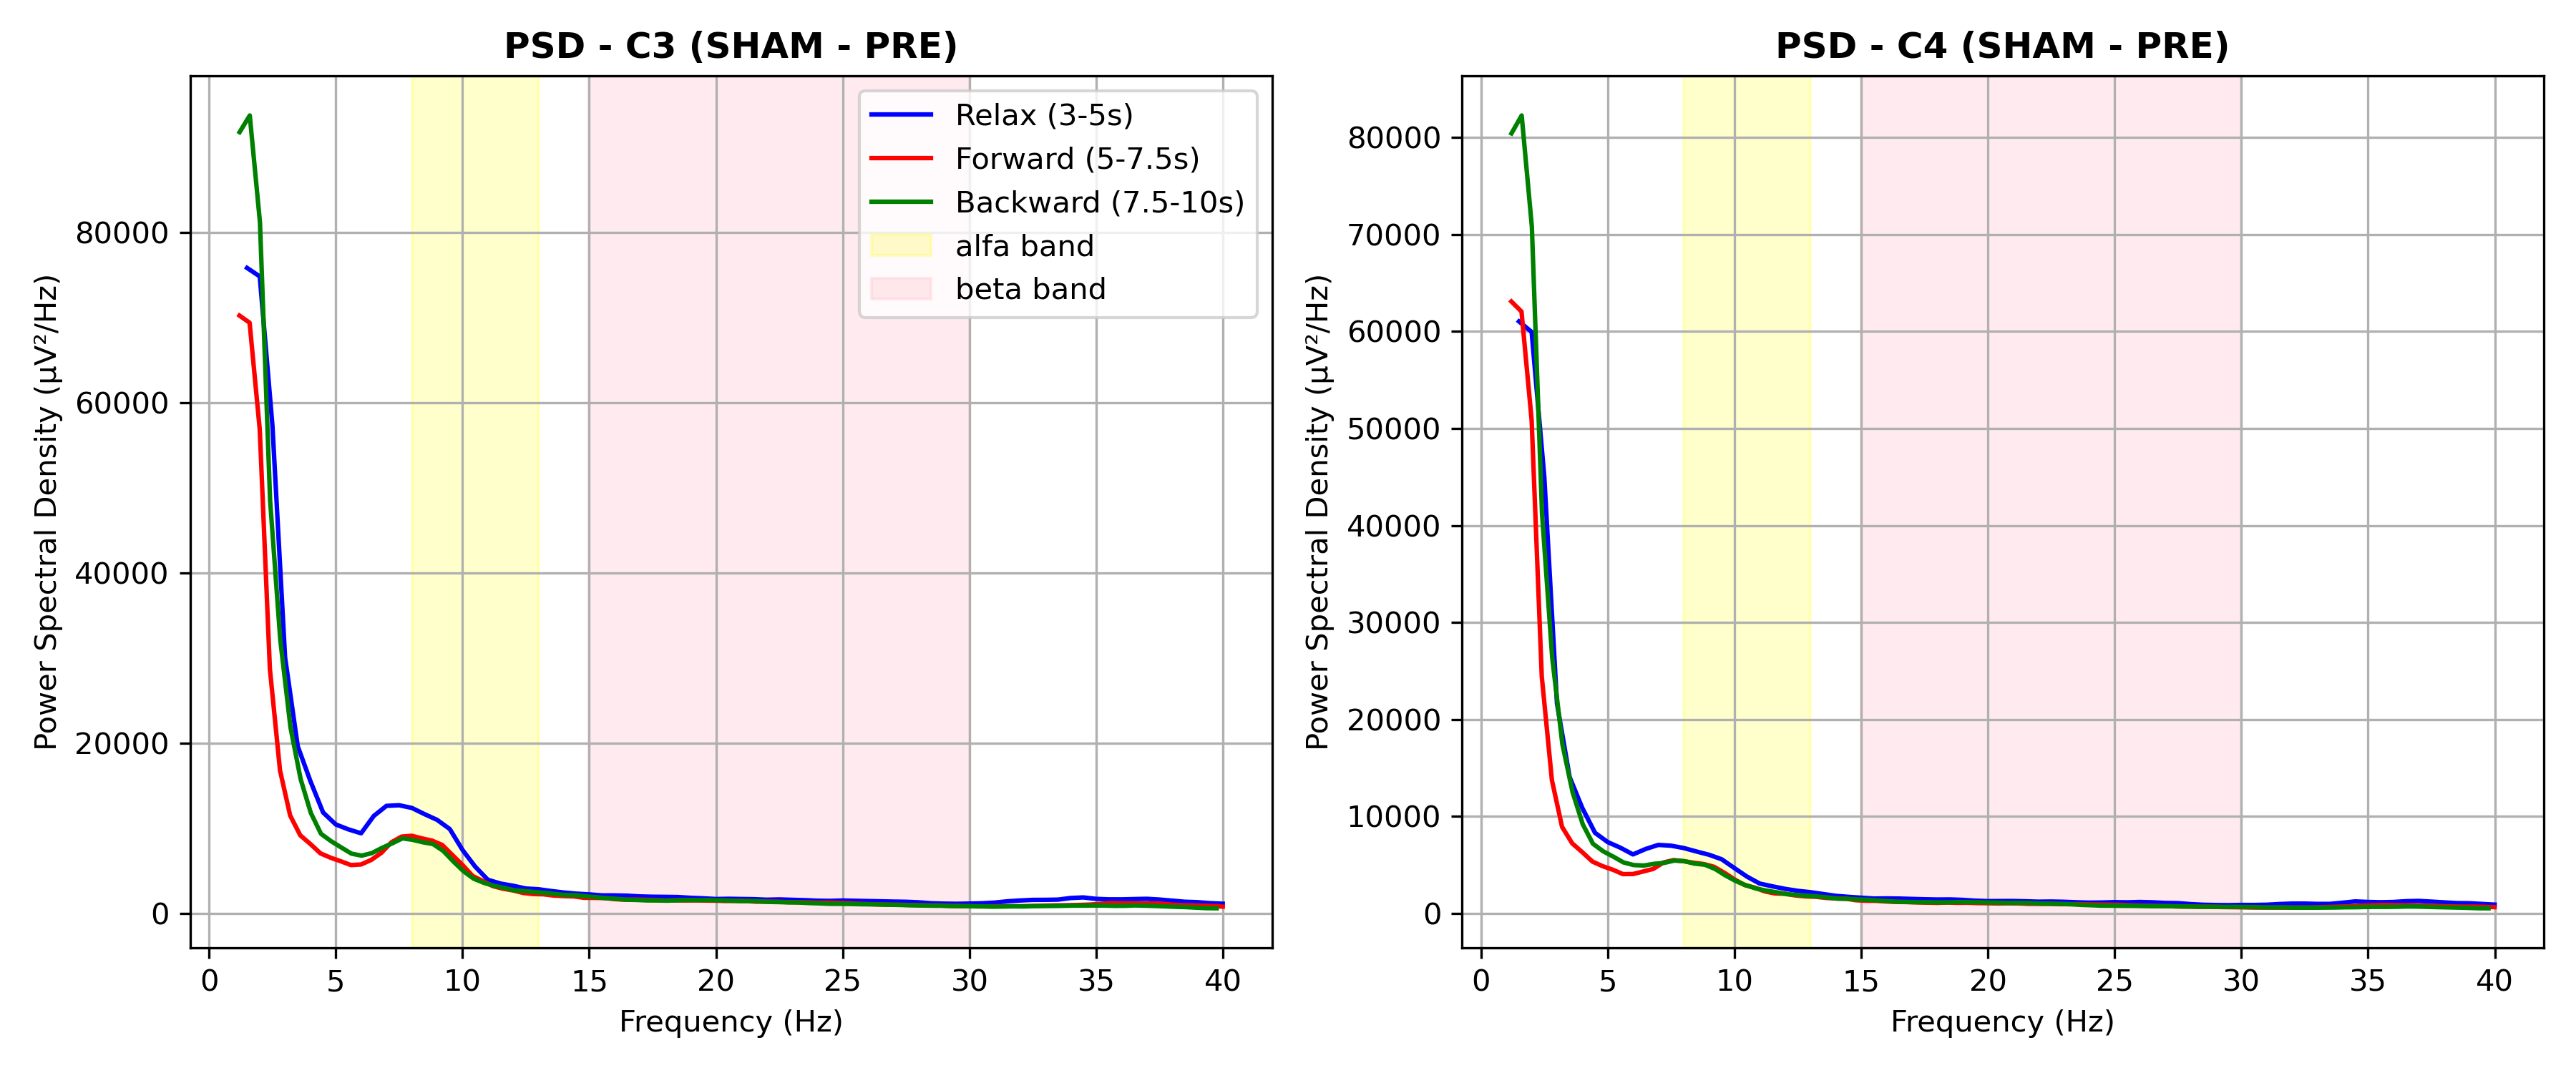 PSD - C3 (SHAM - PRE)
Power Spectral Density (µV²/Hz)
80000
60000
40000
20000
0
0 5 10 15 20 25 30 35 40
Frequency (Hz)
Relax (3-5s)
Forward (5-7.5s)
Backward (7.5-10s)
alfa band
beta band
PSD - C4 (SHAM - PRE)
Power Spectral Density (µV²/Hz)
80000
70000
60000
50000
40000
30000
20000
10000
0
0 5 10 15 20 25 30 35 40
Frequency (Hz)